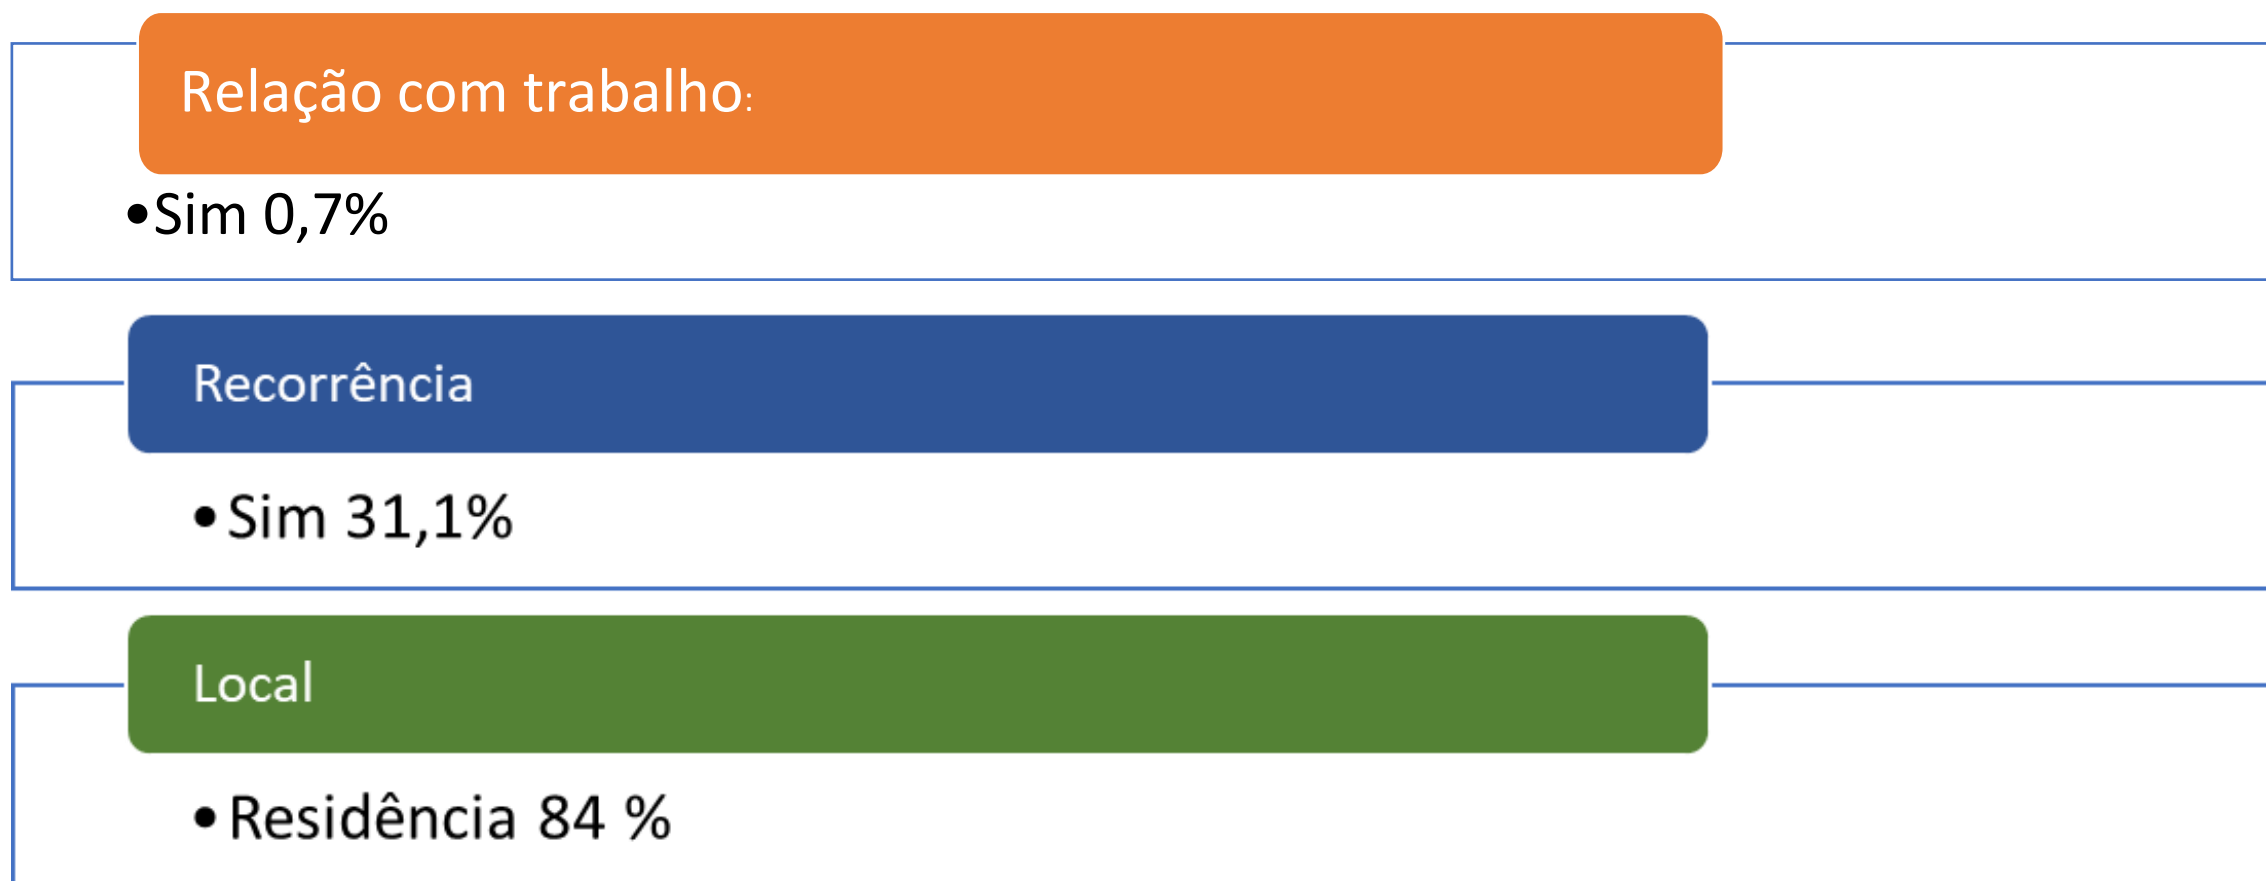 Relação com trabalho:
•Sim 0,7%
Recorrência
• Sim 31,1%
Local
• Residência 84 %